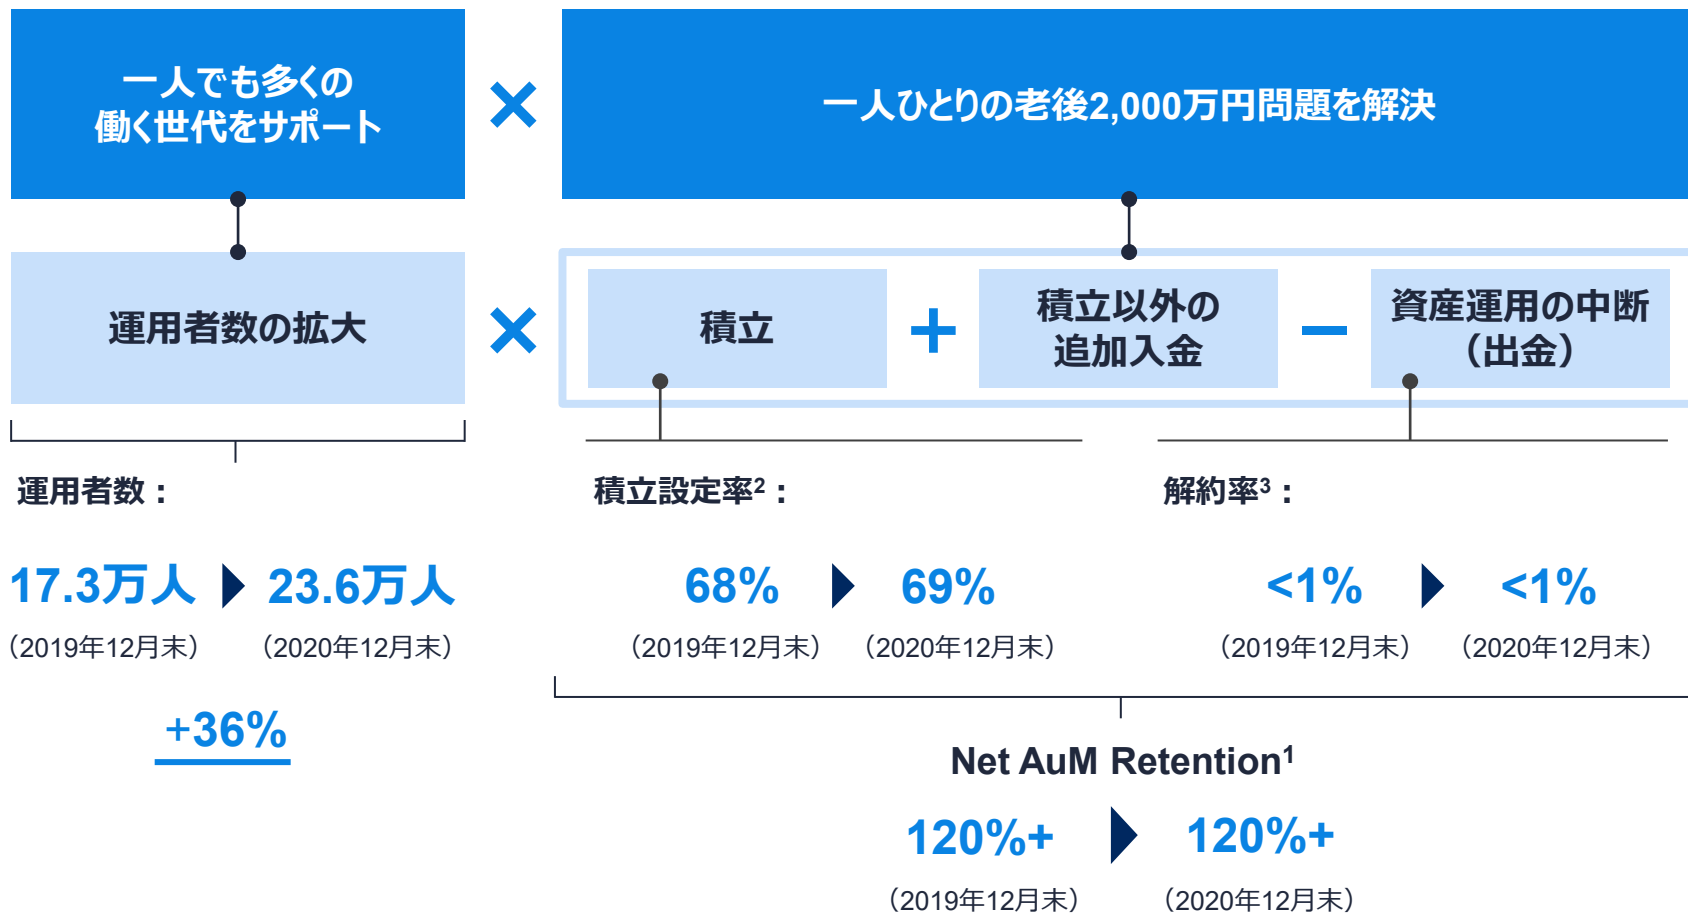 一人でも多くの
働く世代をサポート
×
一人ひとりの老後2,000万円問題を解決
運用者数の拡大
×
積立
+
積立以外の
追加入金
−
資産運用の中断
（出金）
運用者数：
17.3万人
23.6万人
（2019年12月末）
（2020年12月末）
+36%
積立設定率2：
68%
69%
（2019年12月末）
（2020年12月末）
解約率3：
<1%
<1%
（2019年12月末）
（2020年12月末）
Net AuM Retention1
120%+
120%+
（2019年12月末）
（2020年12月末）